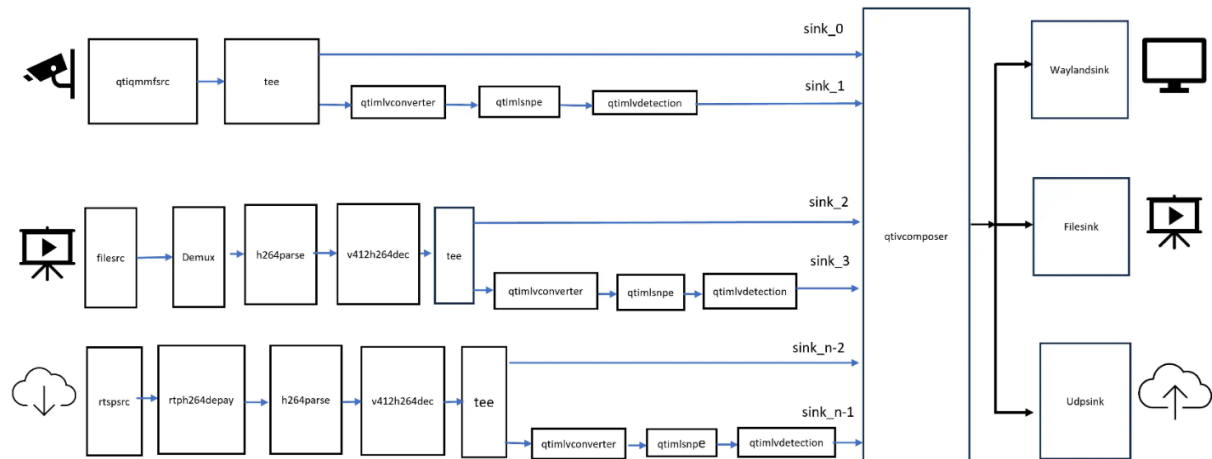 sink_0
qtiqmmfsrc
tee
Waylandsink
sink_1
qtimlvconverter
qtimlsnpe
qtimlvdetection
sink_2
filesrc
Demux
h264parse
v412h264dec
tee
qtivcomposer
Filesink
sink_3
qtimlvconverter
qtimlsnpe
qtimlvdetection
sink_n-2
rtspsrc
rtph264depay
h264parse
v412h264dec
tee
Udpsink
sink_n-1
qtimlvconverter
qtimlsnpe
qtimlvdetection